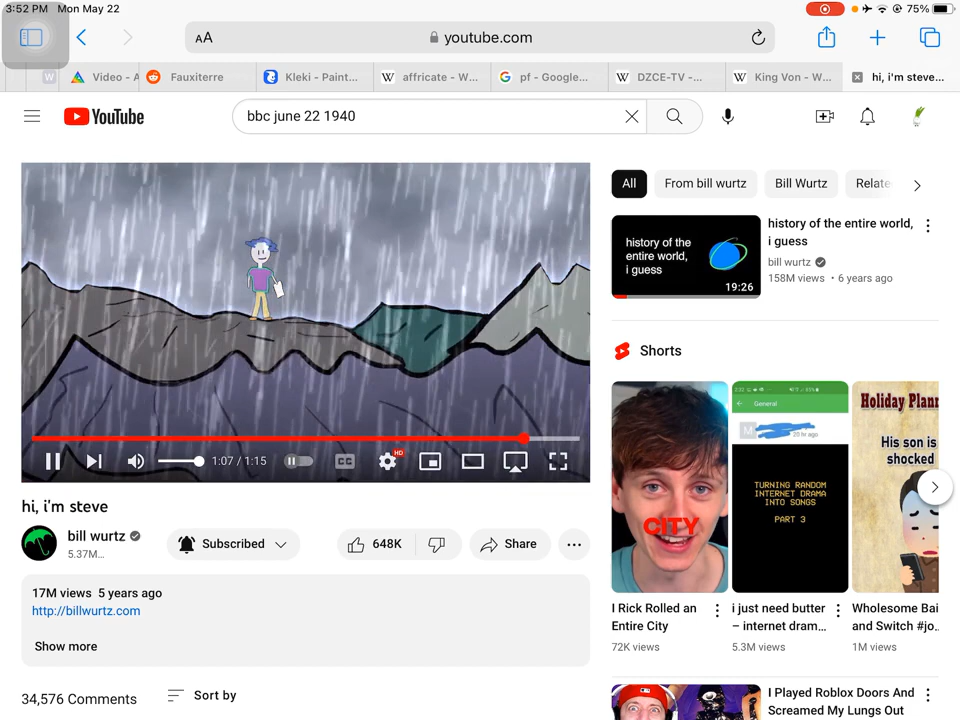 3:52 PM Mon May 22
75%
AA
youtube.com
W
Video - A
Fauxiterre
Kleki - Paint...
W affricate - W...
pf - Google...
W DZCE-TV -...
W King Von - W...
hi, i'm steve...
YouTube
bbc june 22 1940
All
From bill wurtz
Bill Wurtz
Relate
history of the
entire world,
i guess
19:26
history of the entire world,
i guess
bill wurtz
158M views • 6 years ago
Shorts
1:07 / 1:15
CC
HD
hi, i'm steve
bill wurtz
5.37M...
Subscribed
648K
Share
17M views 5 years ago
http://billwurtz.com
Show more
34,576 Comments
Sort by
CITY
General
M
20 hr ago
TURNING RANDOM
INTERNET DRAMA
INTO SONGS
PART 3
Holiday Plann
His son is
shocked
I Rick Rolled an
Entire City
72K views
i just need butter
– internet dram...
5.3M views
Wholesome Bai
and Switch #jo..
1M views
I Played Roblox Doors And
Screamed My Lungs Out